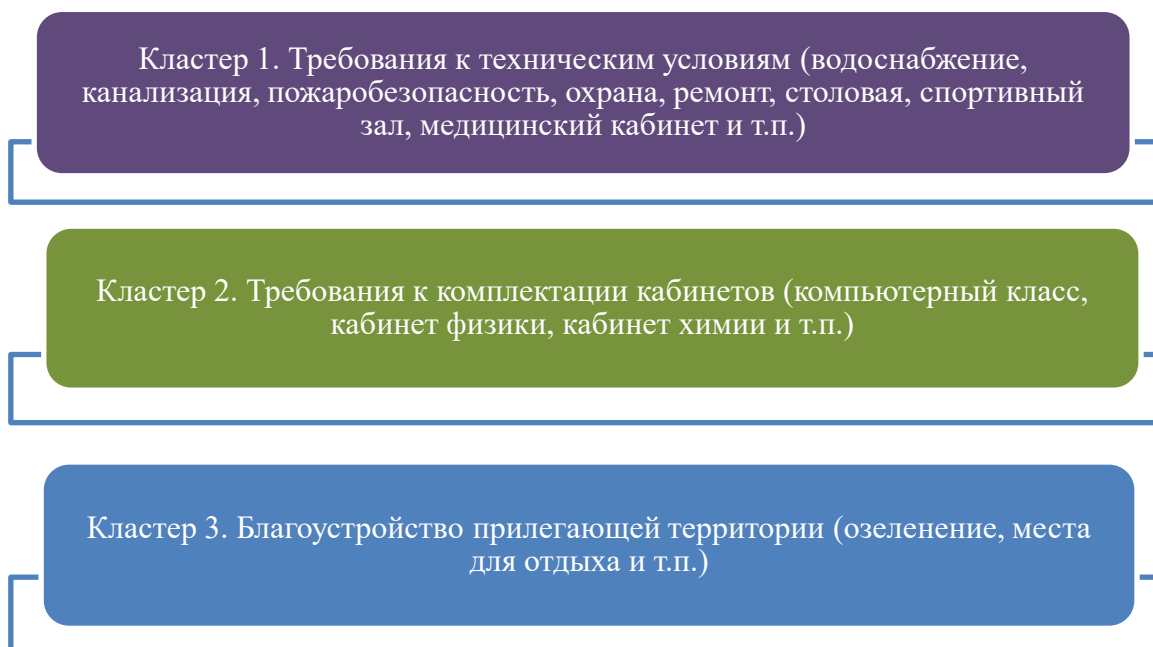 Кластер 1. Требования к техническим условиям (водоснабжение,
канализация, пожаробезопасность, охрана, ремонт, столовая, спортивный
зал, медицинский кабинет и т.п.)
Кластер 2. Требования к комплектации кабинетов (компьютерный класс,
кабинет физики, кабинет химии и т.п.)
Кластер 3. Благоустройство прилегающей территории (озеленение, места
для отдыха и т.п.)